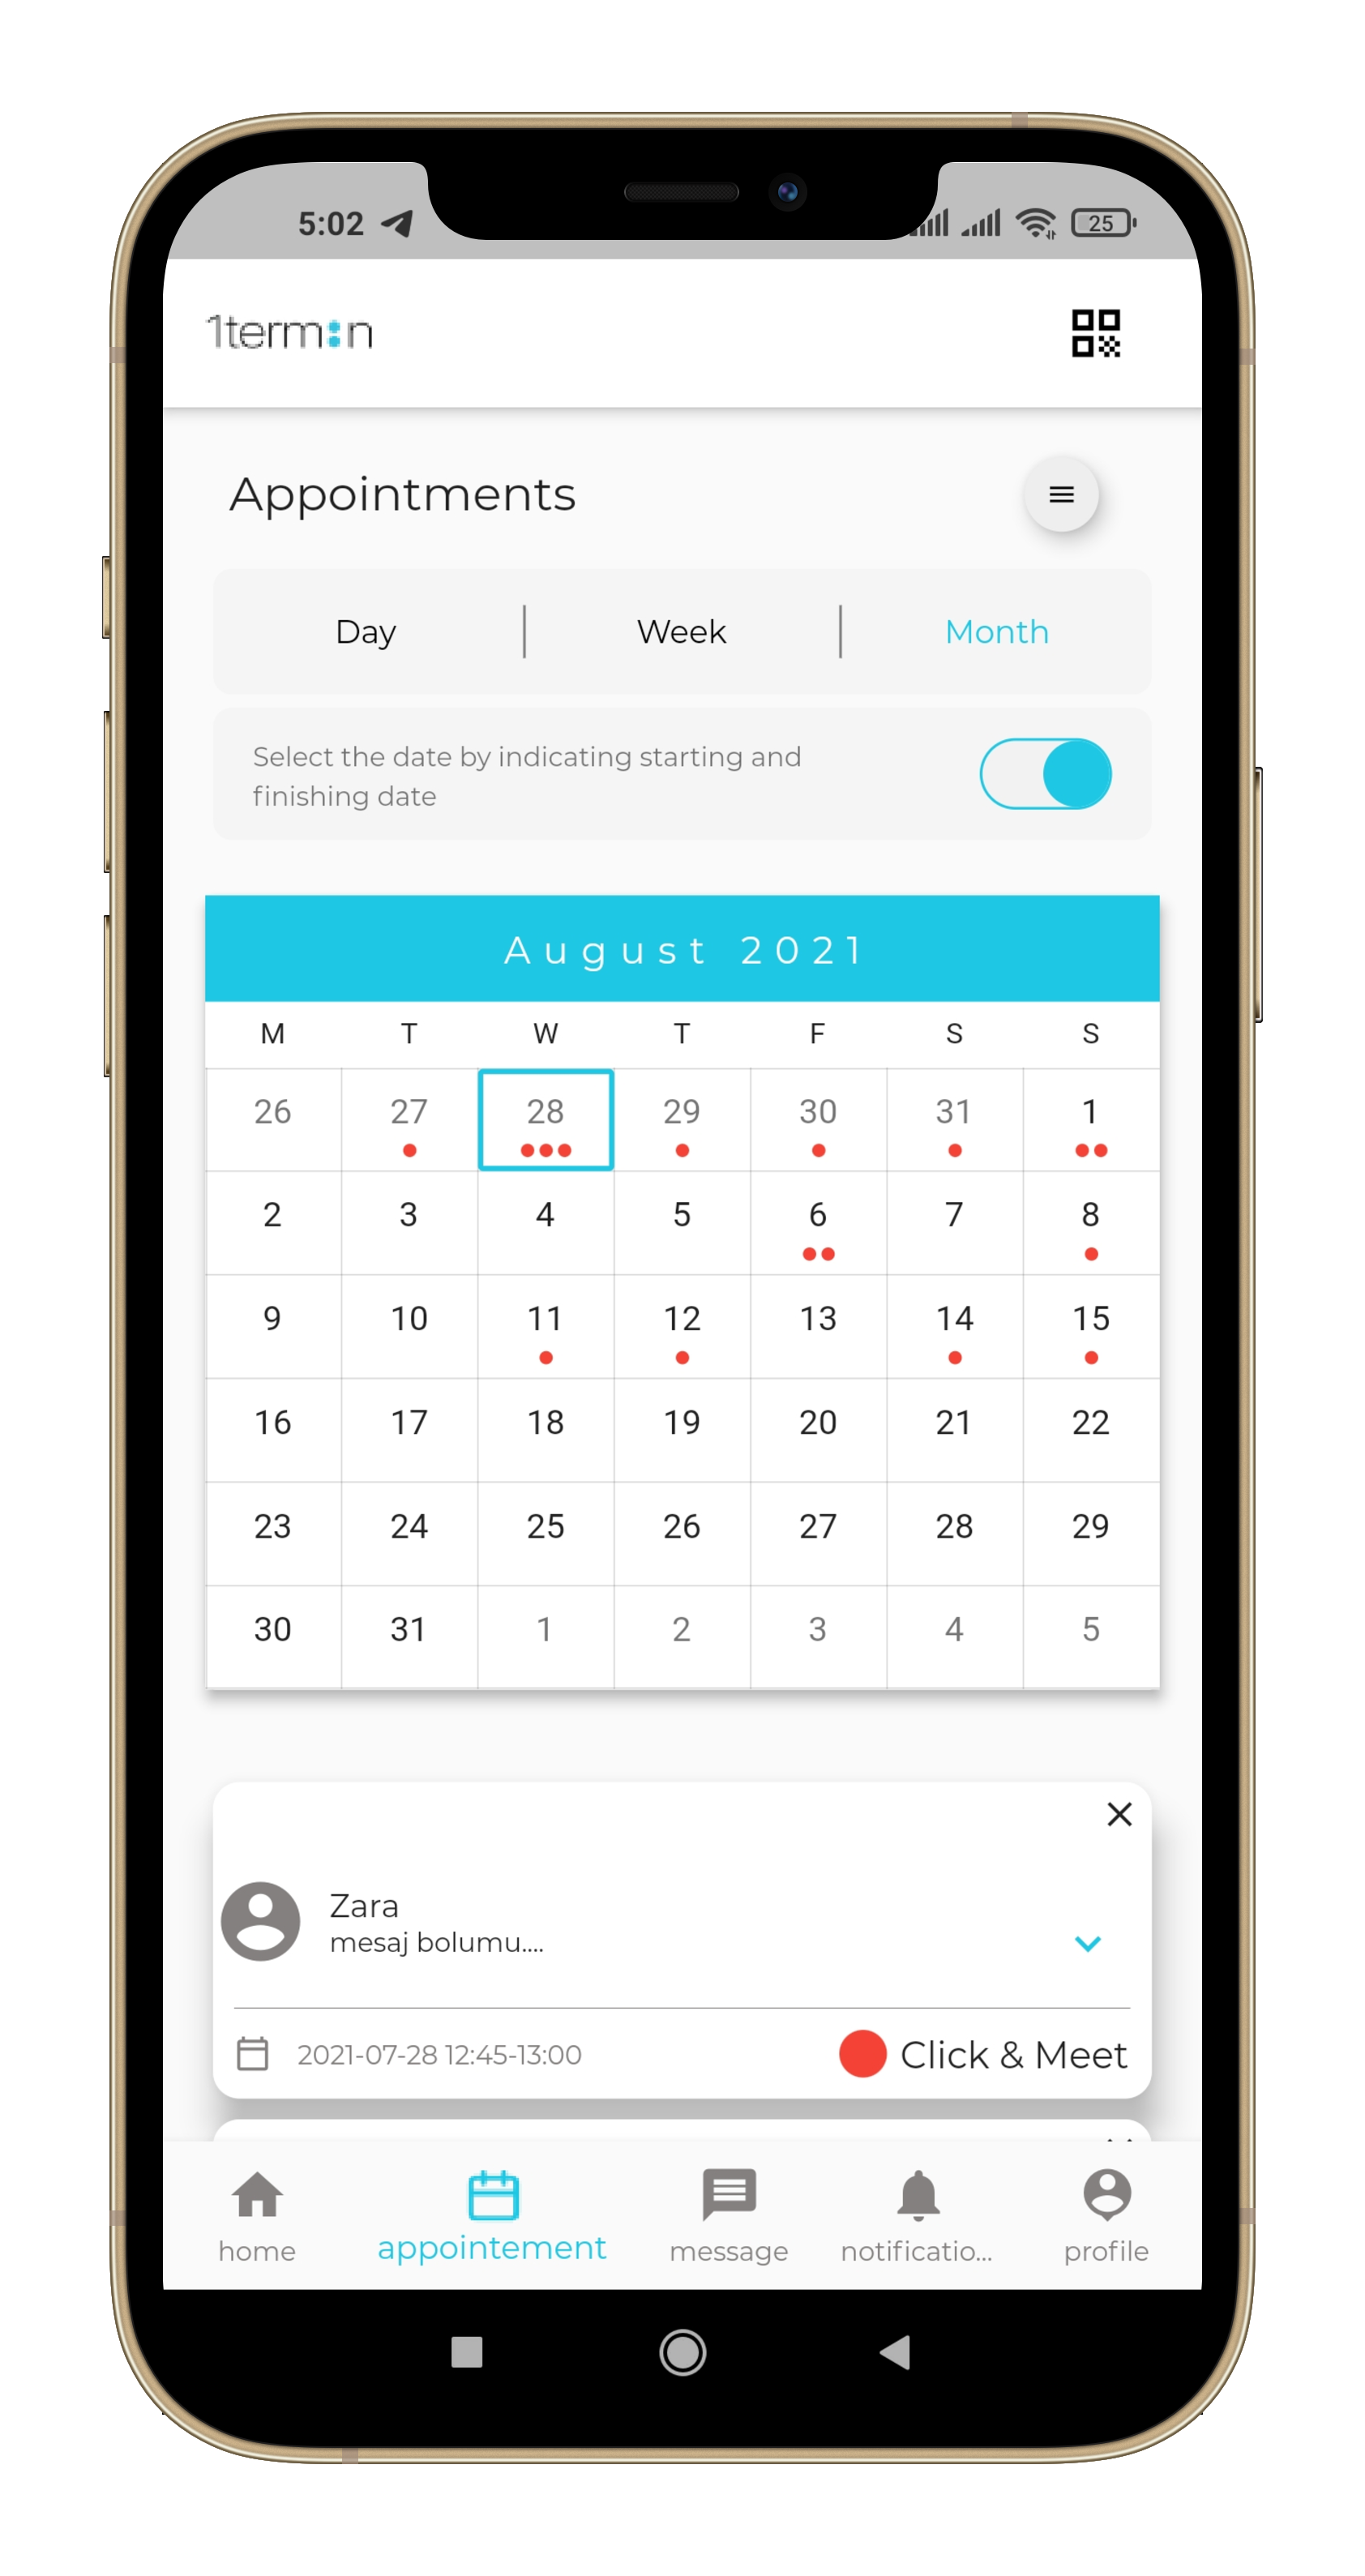 5:02
25
1termin
Appointments
Day Week Month
Select the date by indicating starting and
finishing date
August 2021
M T W T F S S
26 27 28 29 30 31 1
2 3 4 5 6 7 8
9 10 11 12 13 14 15
16 17 18 19 20 21 22
23 24 25 26 27 28 29
30 31 1 2 3 4 5
Zara
mesaj bolumu....
2021-07-28 12:45-13:00 Click & Meet
home appointement message notificatio... profile